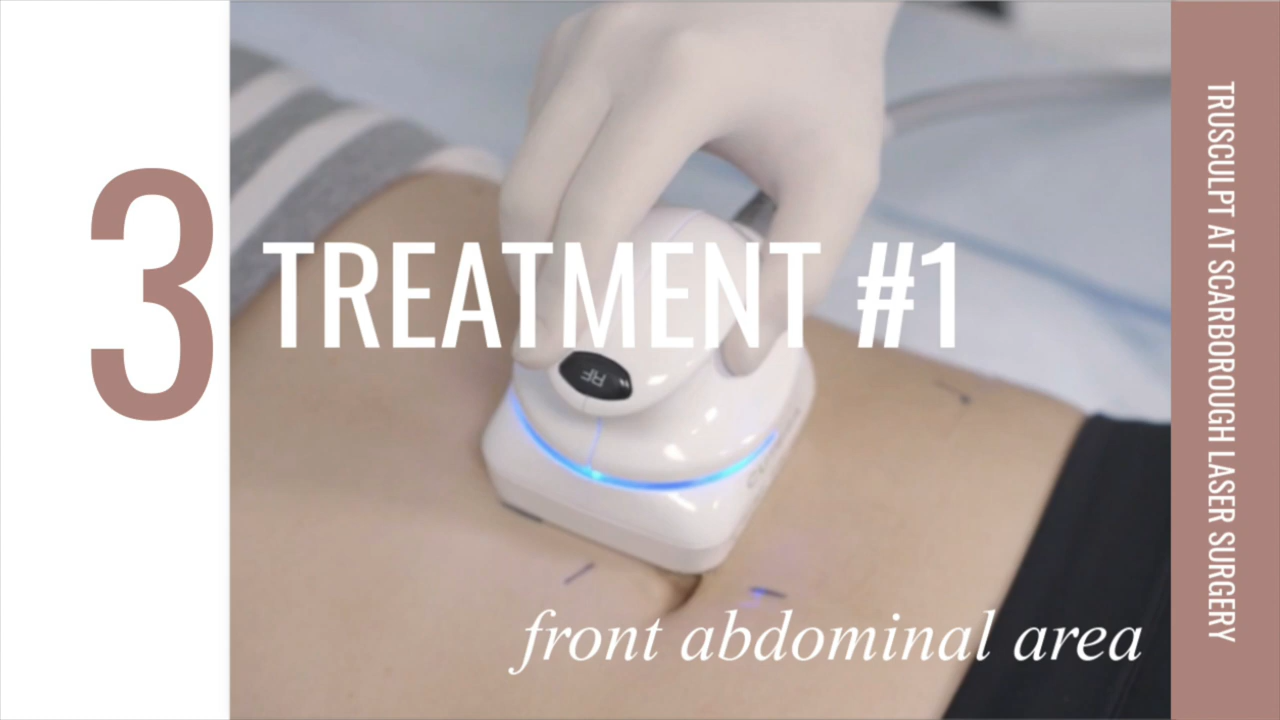 3
TREATMENT #1
RF
front abdominal area
TRUSCULPT AT SCARBOROUGH LASER SURGERY